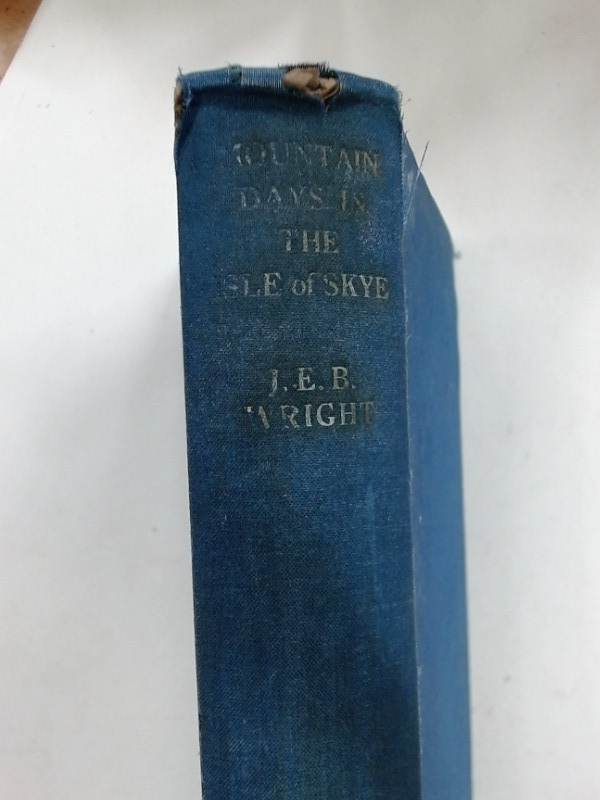 MOUNTAIN
DAYS IN
THE
ISLE of SKYE
J. E. B.
WRIGHT